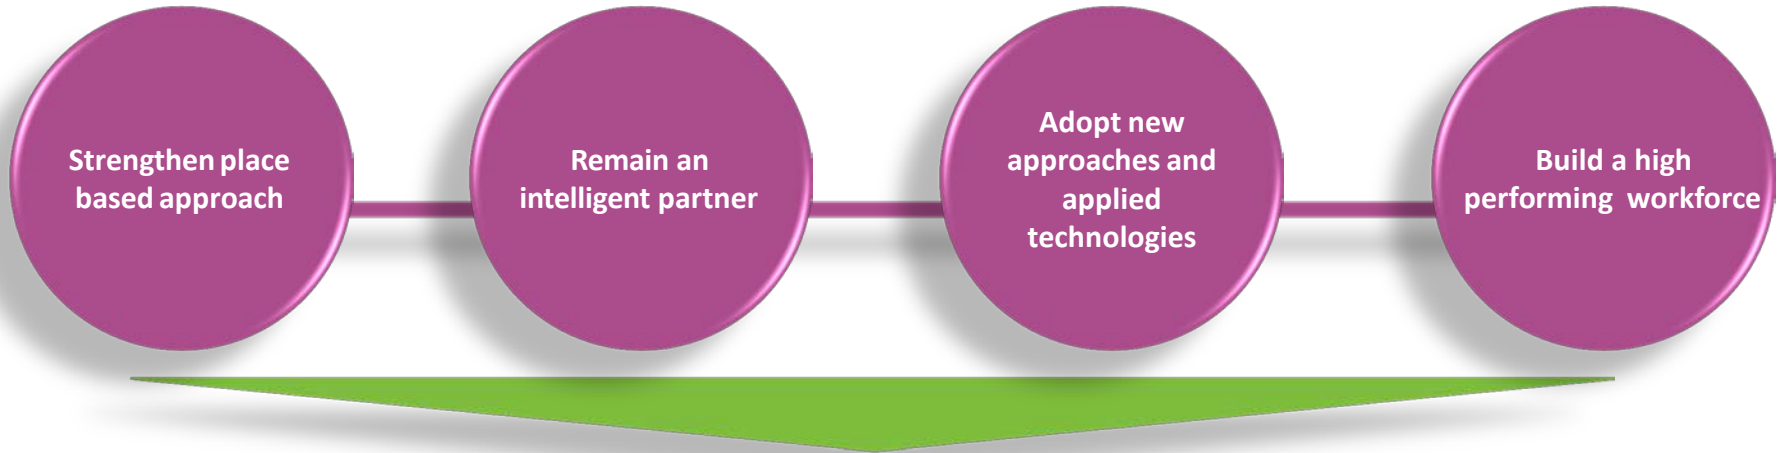 Strengthen place
based approach
Remain an
intelligent partner
Adopt new
approaches and
applied
technologies
Build a high
performing workforce